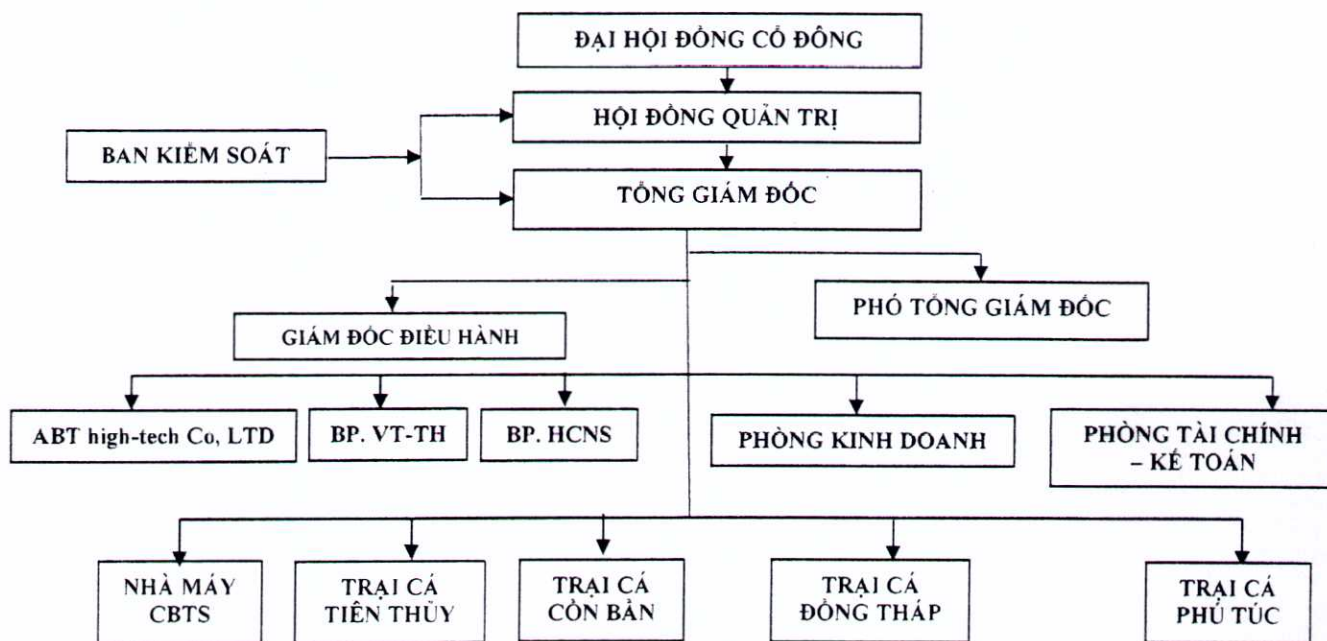 ĐẠI HỘI ĐỒNG CỔ ĐÔNG
HỘI ĐỒNG QUẢN TRỊ
BAN KIỂM SOÁT
TỔNG GIÁM ĐỐC
PHÓ TỔNG GIÁM ĐỐC
GIÁM ĐỐC ĐIỀU HÀNH
ABT high-tech Co, LTD
BP. VT-TH
BP. HCNS
PHÒNG KINH DOANH
PHÒNG TÀI CHÍNH
– KẾ TOÁN
NHÀ MÁY
CBTS
TRẠI CÁ
TIÊN THỦY
TRẠI CÁ
CỒN BẦN
TRẠI CÁ
ĐỒNG THÁP
TRẠI CÁ
PHÚ TÚC